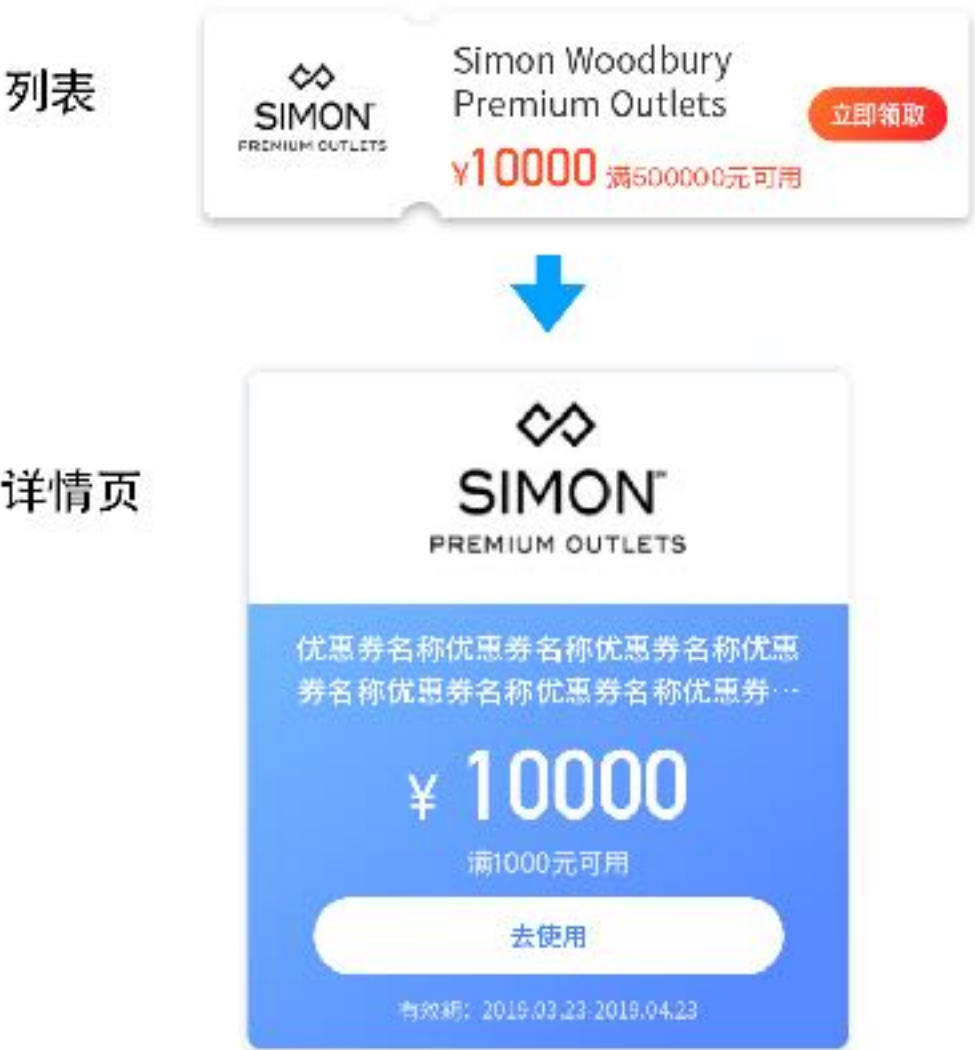 列表
SIMON™
PREMIUM OUTLETS
Simon Woodbury
Premium Outlets
¥10000 满500000元可用
立即领取
详情页
SIMON™
PREMIUM OUTLETS
优惠券名称优惠券名称优惠券名称优惠
券名称优惠券名称优惠券名称优惠券…
¥ 10000
满1000元可用
去使用
有效期：2019.03.23-2019.04.23